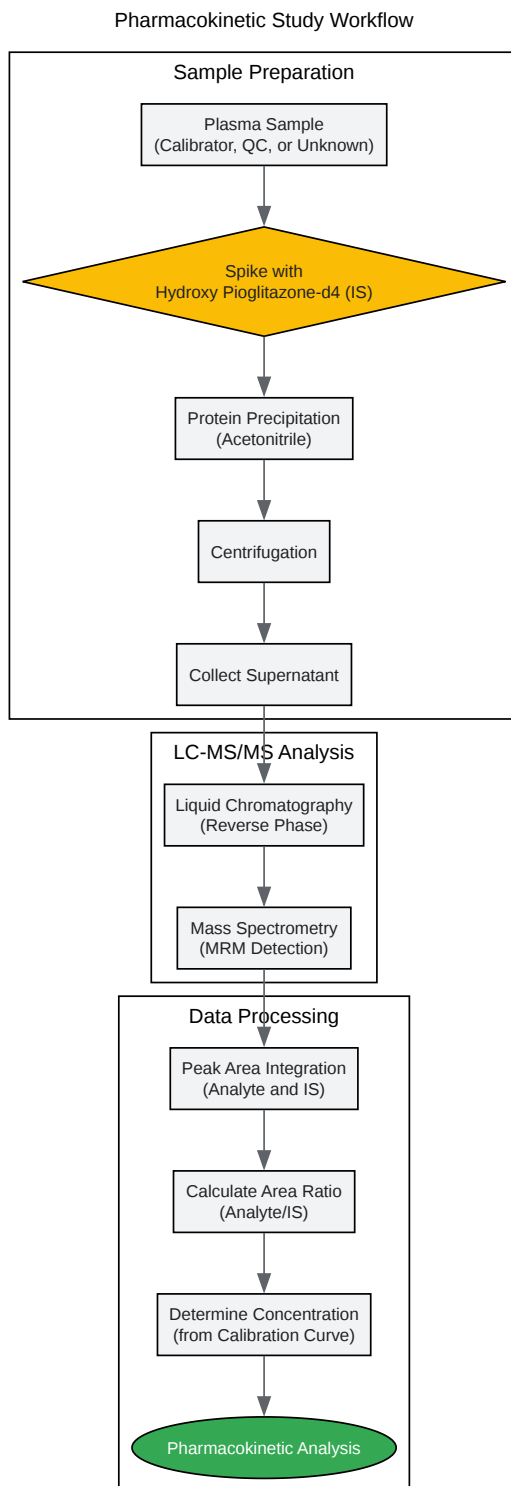 Pharmacokinetic Study Workflow
Sample Preparation
Plasma Sample
(Calibrator, QC, or Unknown)
Spike with
Hydroxy Pioglitazone-d4 (IS)
Protein Precipitation
(Acetonitrile)
Centrifugation
Collect Supernatant
LC-MS/MS Analysis
Liquid Chromatography
(Reverse Phase)
Mass Spectrometry
(MRM Detection)
Data Processing
Peak Area Integration
(Analyte and IS)
Calculate Area Ratio
(Analyte/IS)
Determine Concentration
(from Calibration Curve)
Pharmacokinetic Analysis